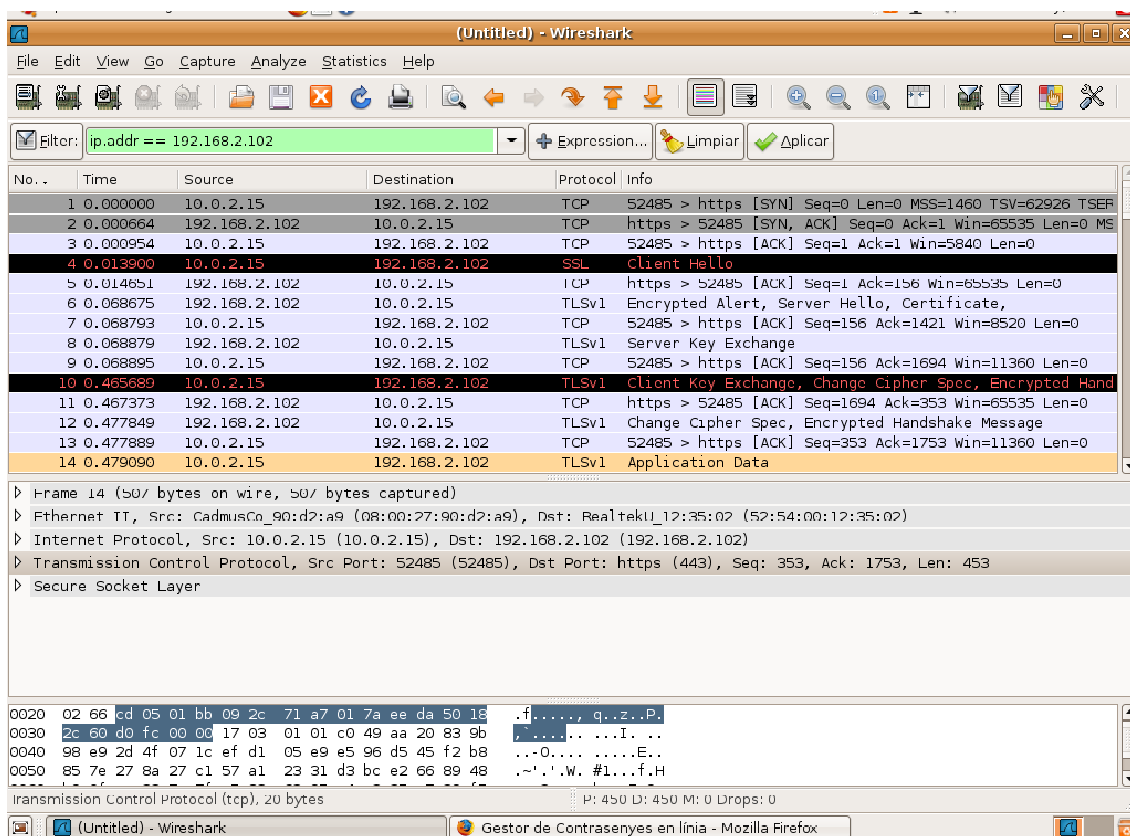 (Untitled) - Wireshark
File Edit View Go Capture Analyze Statistics Help
Filter: ip.addr == 192.168.2.102 Expression... Limpiar Aplicar
No. . Time Source Destination Protocol Info
1 0.000000 10.0.2.15 192.168.2.102 TCP 52485 > https [SYN] Seq=0 Len=0 MSS=1460 TSV=62926 TSER
2 0.000664 192.168.2.102 10.0.2.15 TCP https > 52485 [SYN, ACK] Seq=0 Ack=1 Win=65535 Len=0 MS
3 0.000954 10.0.2.15 192.168.2.102 TCP 52485 > https [ACK] Seq=1 Ack=1 Win=5840 Len=0
4 0.013900 10.0.2.15 192.168.2.102 SSL Client Hello
5 0.014651 192.168.2.102 10.0.2.15 TCP https > 52485 [ACK] Seq=1 Ack=156 Win=65535 Len=0
6 0.068675 192.168.2.102 10.0.2.15 TLSv1 Encrypted Alert, Server Hello, Certificate,
7 0.068793 10.0.2.15 192.168.2.102 TCP 52485 > https [ACK] Seq=156 Ack=1421 Win=8520 Len=0
8 0.068879 192.168.2.102 10.0.2.15 TLSv1 Server Key Exchange
9 0.068895 10.0.2.15 192.168.2.102 TCP 52485 > https [ACK] Seq=156 Ack=1694 Win=11360 Len=0
10 0.465689 10.0.2.15 192.168.2.102 TLSv1 Client Key Exchange, Change Cipher Spec, Encrypted Hand
11 0.467373 192.168.2.102 10.0.2.15 TCP https > 52485 [ACK] Seq=1694 Ack=353 Win=65535 Len=0
12 0.477849 192.168.2.102 10.0.2.15 TLSv1 Change Cipher Spec, Encrypted Handshake Message
13 0.477889 10.0.2.15 192.168.2.102 TCP 52485 > https [ACK] Seq=353 Ack=1753 Win=11360 Len=0
14 0.479090 10.0.2.15 192.168.2.102 TLSv1 Application Data
Frame 14 (507 bytes on wire, 507 bytes captured)
Ethernet II, Src: CadmusCo_90:d2:a9 (08:00:27:90:d2:a9), Dst: RealtekU_12:35:02 (52:54:00:12:35:02)
Internet Protocol, Src: 10.0.2.15 (10.0.2.15), Dst: 192.168.2.102 (192.168.2.102)
Transmission Control Protocol, Src Port: 52485 (52485), Dst Port: https (443), Seq: 353, Ack: 1753, Len: 453
Secure Socket Layer
0020 02 66 cd 05 01 bb 09 2c 71 a7 01 7a ee da 50 18 .f....., q..z..P.
0030 2c 60 d0 fc 00 00 17 03 01 01 c0 49 aa 20 83 9b ,`...... ...I. ..
0040 98 e9 2d 4f 07 1c ef d1 05 e9 e5 96 d5 45 f2 b8 ..-O.... .....E..
0050 85 7e 27 8a 27 c1 57 a1 23 31 d3 bc e2 66 89 48 .~'.'.W. #1...f.H
Transmission Control Protocol (tcp), 20 bytes P: 450 D: 450 M: 0 Drops: 0
(Untitled) - Wireshark Gestor de Contrasenyes en línia - Mozilla Firefox